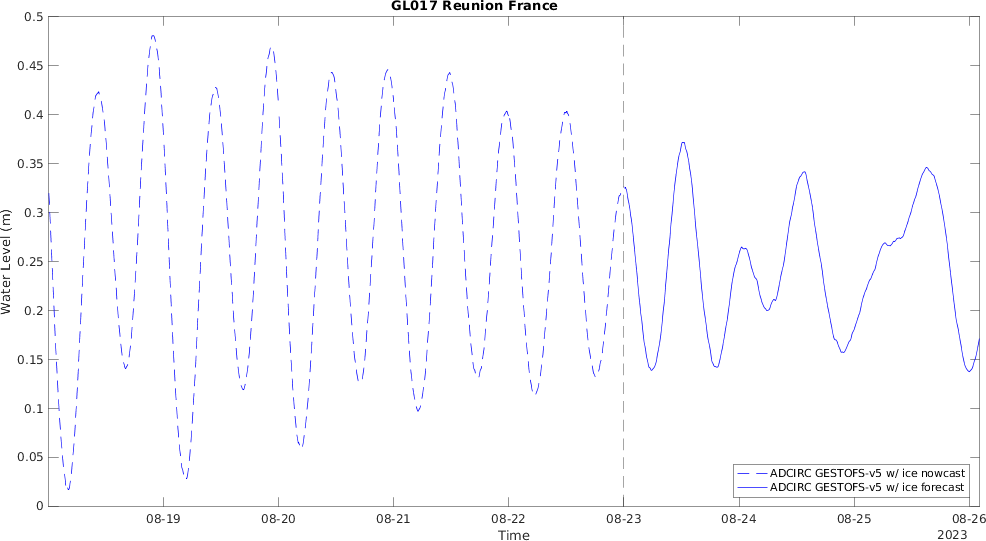 GL017 Reunion France
0.5
0.45
0.4
0.35
0.3
0.25
0.2
0.15
0.1
0.05
0
Water Level (m)
ADCIRC GESTOFS-v5 w/ ice nowcast
ADCIRC GESTOFS-v5 w/ ice forecast
08-19 08-20 08-21 08-22 08-23 08-24 08-25 08-26
Time
2023